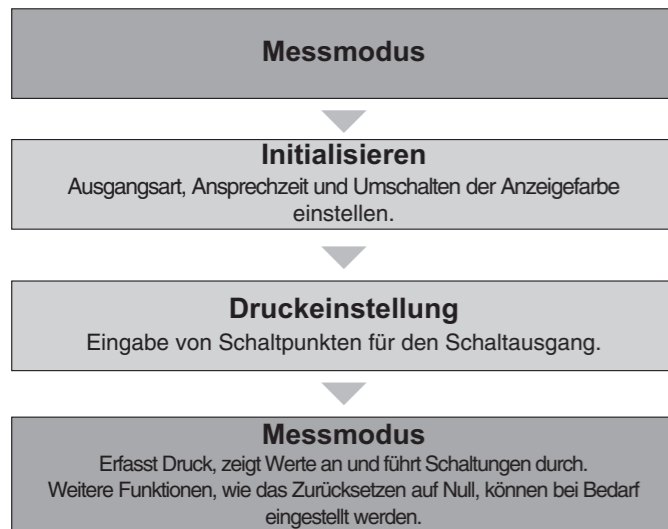 Messmodus
Initialisieren
Ausgangsart, Ansprechzeit und Umschalten der Anzeigefarbe
einstellen.
Druckeinstellung
Eingabe von Schaltpunkten für den Schaltausgang.
Messmodus
Erfasst Druck, zeigt Werte an und führt Schaltungen durch.
Weitere Funktionen, wie das Zurücksetzen auf Null, können bei Bedarf
eingestellt werden.